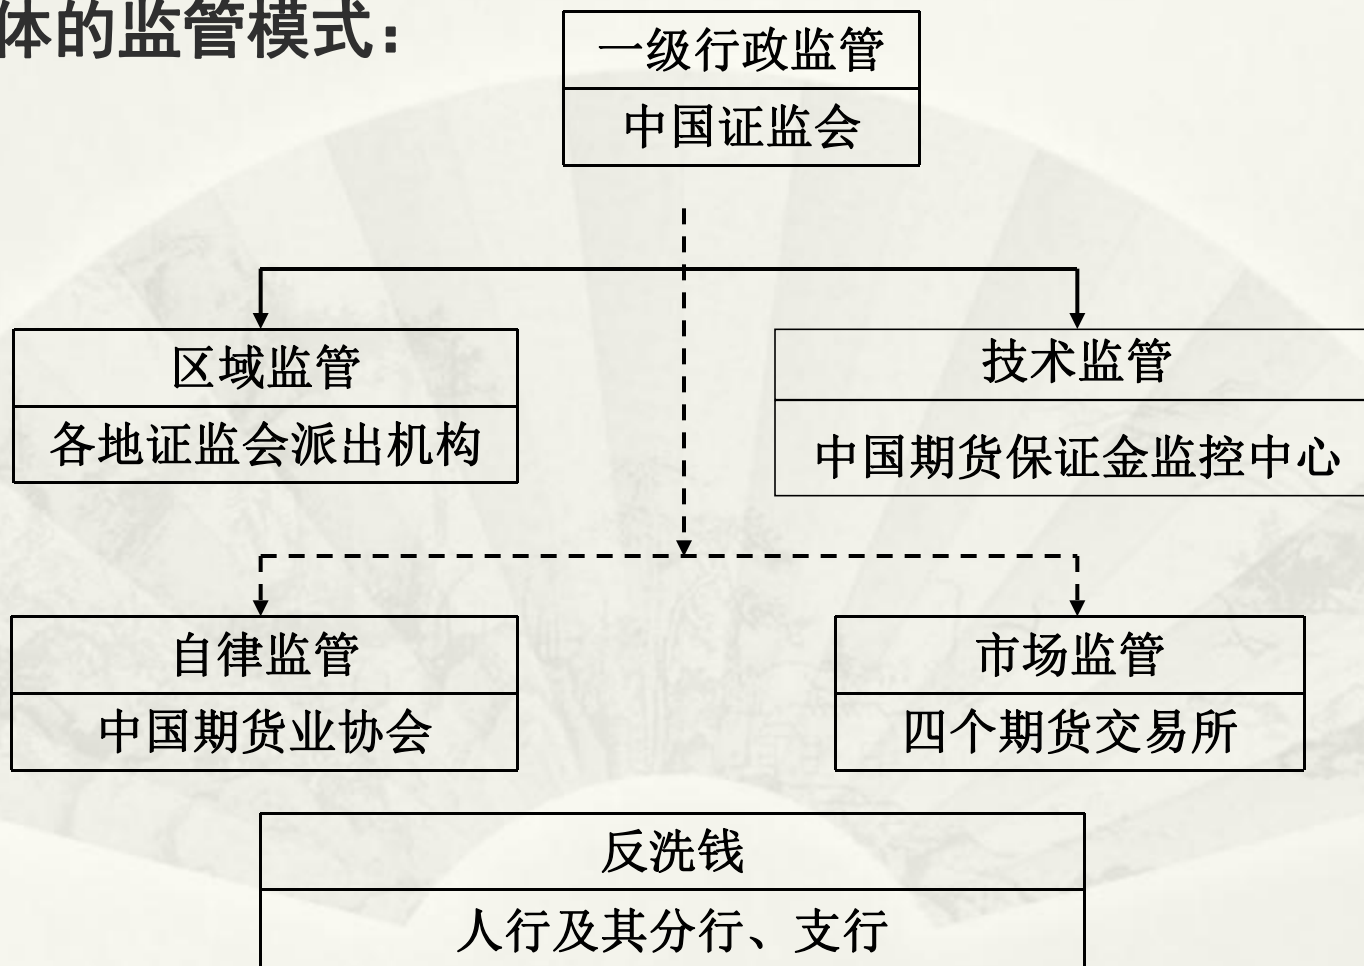 体的监管模式：
一级行政监管
中国证监会
区域监管
各地证监会派出机构
技术监管
中国期货保证金监控中心
自律监管
中国期货业协会
市场监管
四个期货交易所
反洗钱
人行及其分行、支行